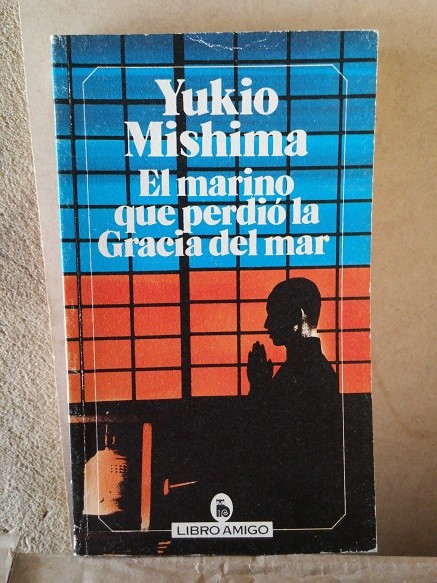 Yukio
Mishima
El marino
que perdió la
Gracia del mar
LIBRO AMIGO